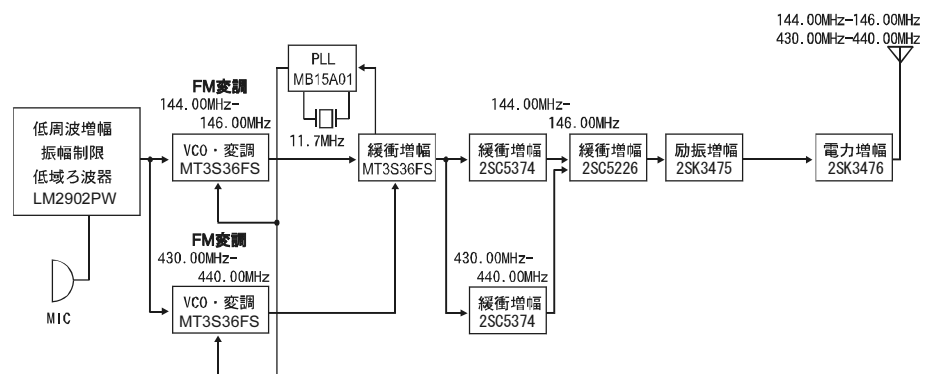 144.00MHz-146.00MHz
430.00MHz-440.00MHz
PLL
MB15A01
11.7MHz
FM変調
144.00MHz-
146.00MHz
低周波増幅
振幅制限
低域ろ波器
LM2902PW
VCO・変調
MT3S36FS
緩衝増幅
MT3S36FS
144.00MHz-
146.00MHz
緩衝増幅
2SC5374
緩衝増幅
2SC5226
励振増幅
2SK3475
電力増幅
2SK3476
FM変調
430.00MHz-
440.00MHz
VCO・変調
MT3S36FS
430.00MHz-
440.00MHz
緩衝増幅
2SC5374
MIC